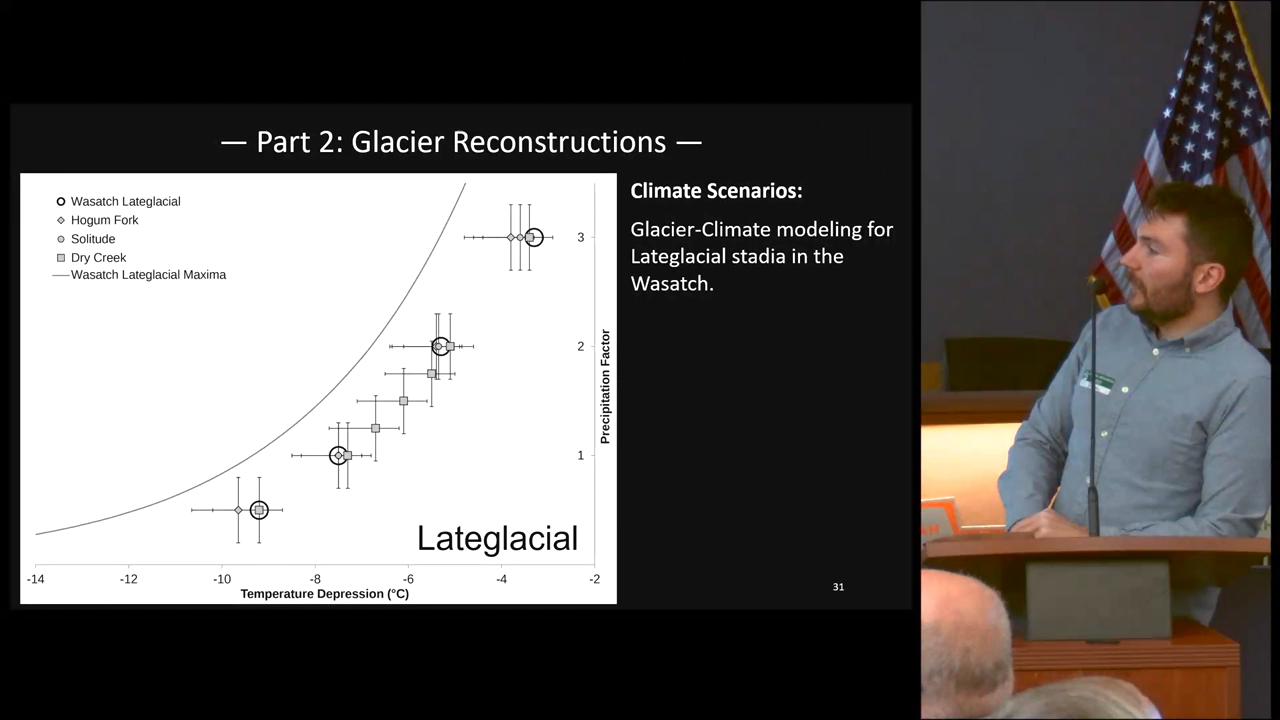 — Part 2: Glacier Reconstructions —
Wasatch Lateglacial
Hogum Fork
Solitude
Dry Creek
Wasatch Lateglacial Maxima
3
2
1
Precipitation Factor
Lateglacial
-14 -12 -10 -8 -6 -4 -2
Temperature Depression (°C)
Climate Scenarios:
Glacier-Climate modeling for
Lateglacial stadia in the
Wasatch.
31